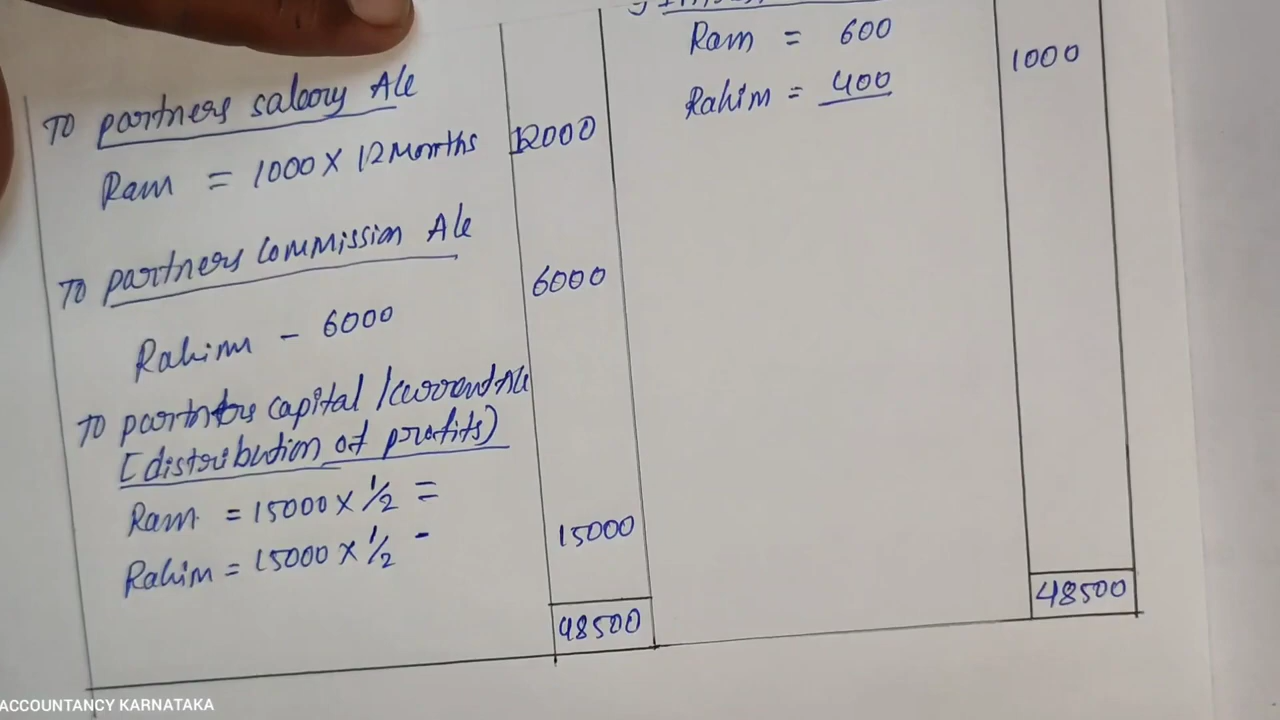 To partners salary A/c
Ram = 1000 X 12 Months 12000
To partners Commission A/c
Rahim - 6000 6000
To partners capital / current A/c
[distribution of profits)
Ram = 15000 x 1/2 =
Rahim = 15000 x 1/2 - 15000
48500
Ram = 600
Rahim = 400 1000
48500
ACCOUNTANCY KARNATAKA